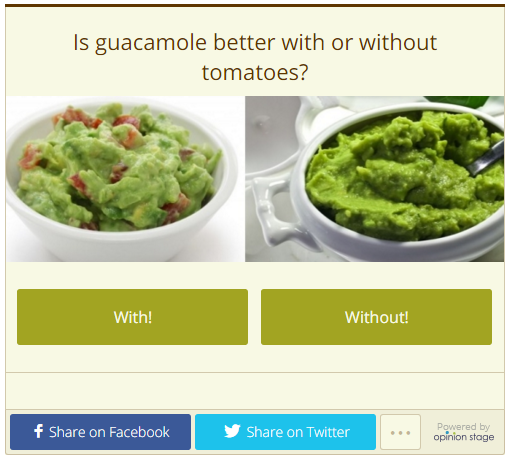 Is guacamole better with or without
tomatoes?
With!
Without!
Share on Facebook
Share on Twitter
Powered by
opinion stage